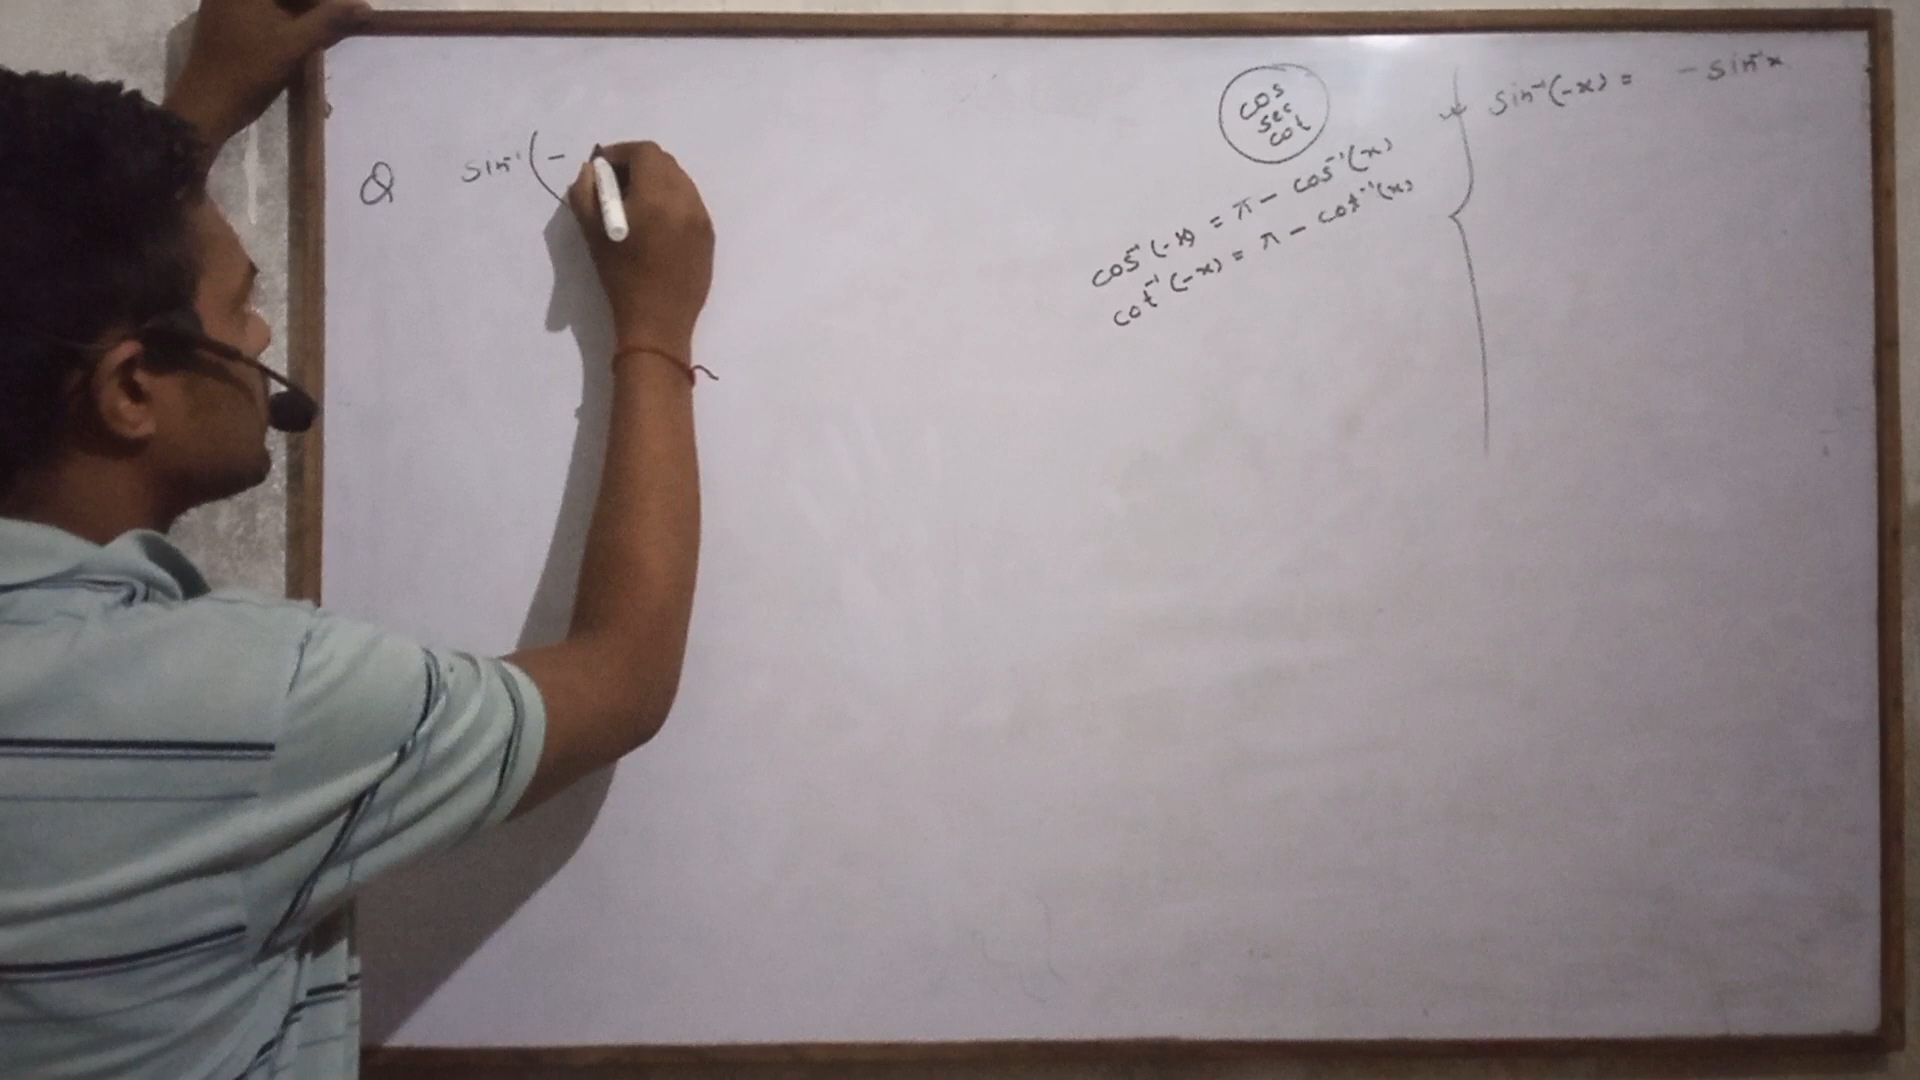 Q sin⁻¹(-
cos
sec
cot
cos⁻¹(-x) = π - cos⁻¹(x)
cot⁻¹(-x) = π - cot⁻¹(x)
sin⁻¹(-x) = - sin⁻¹x